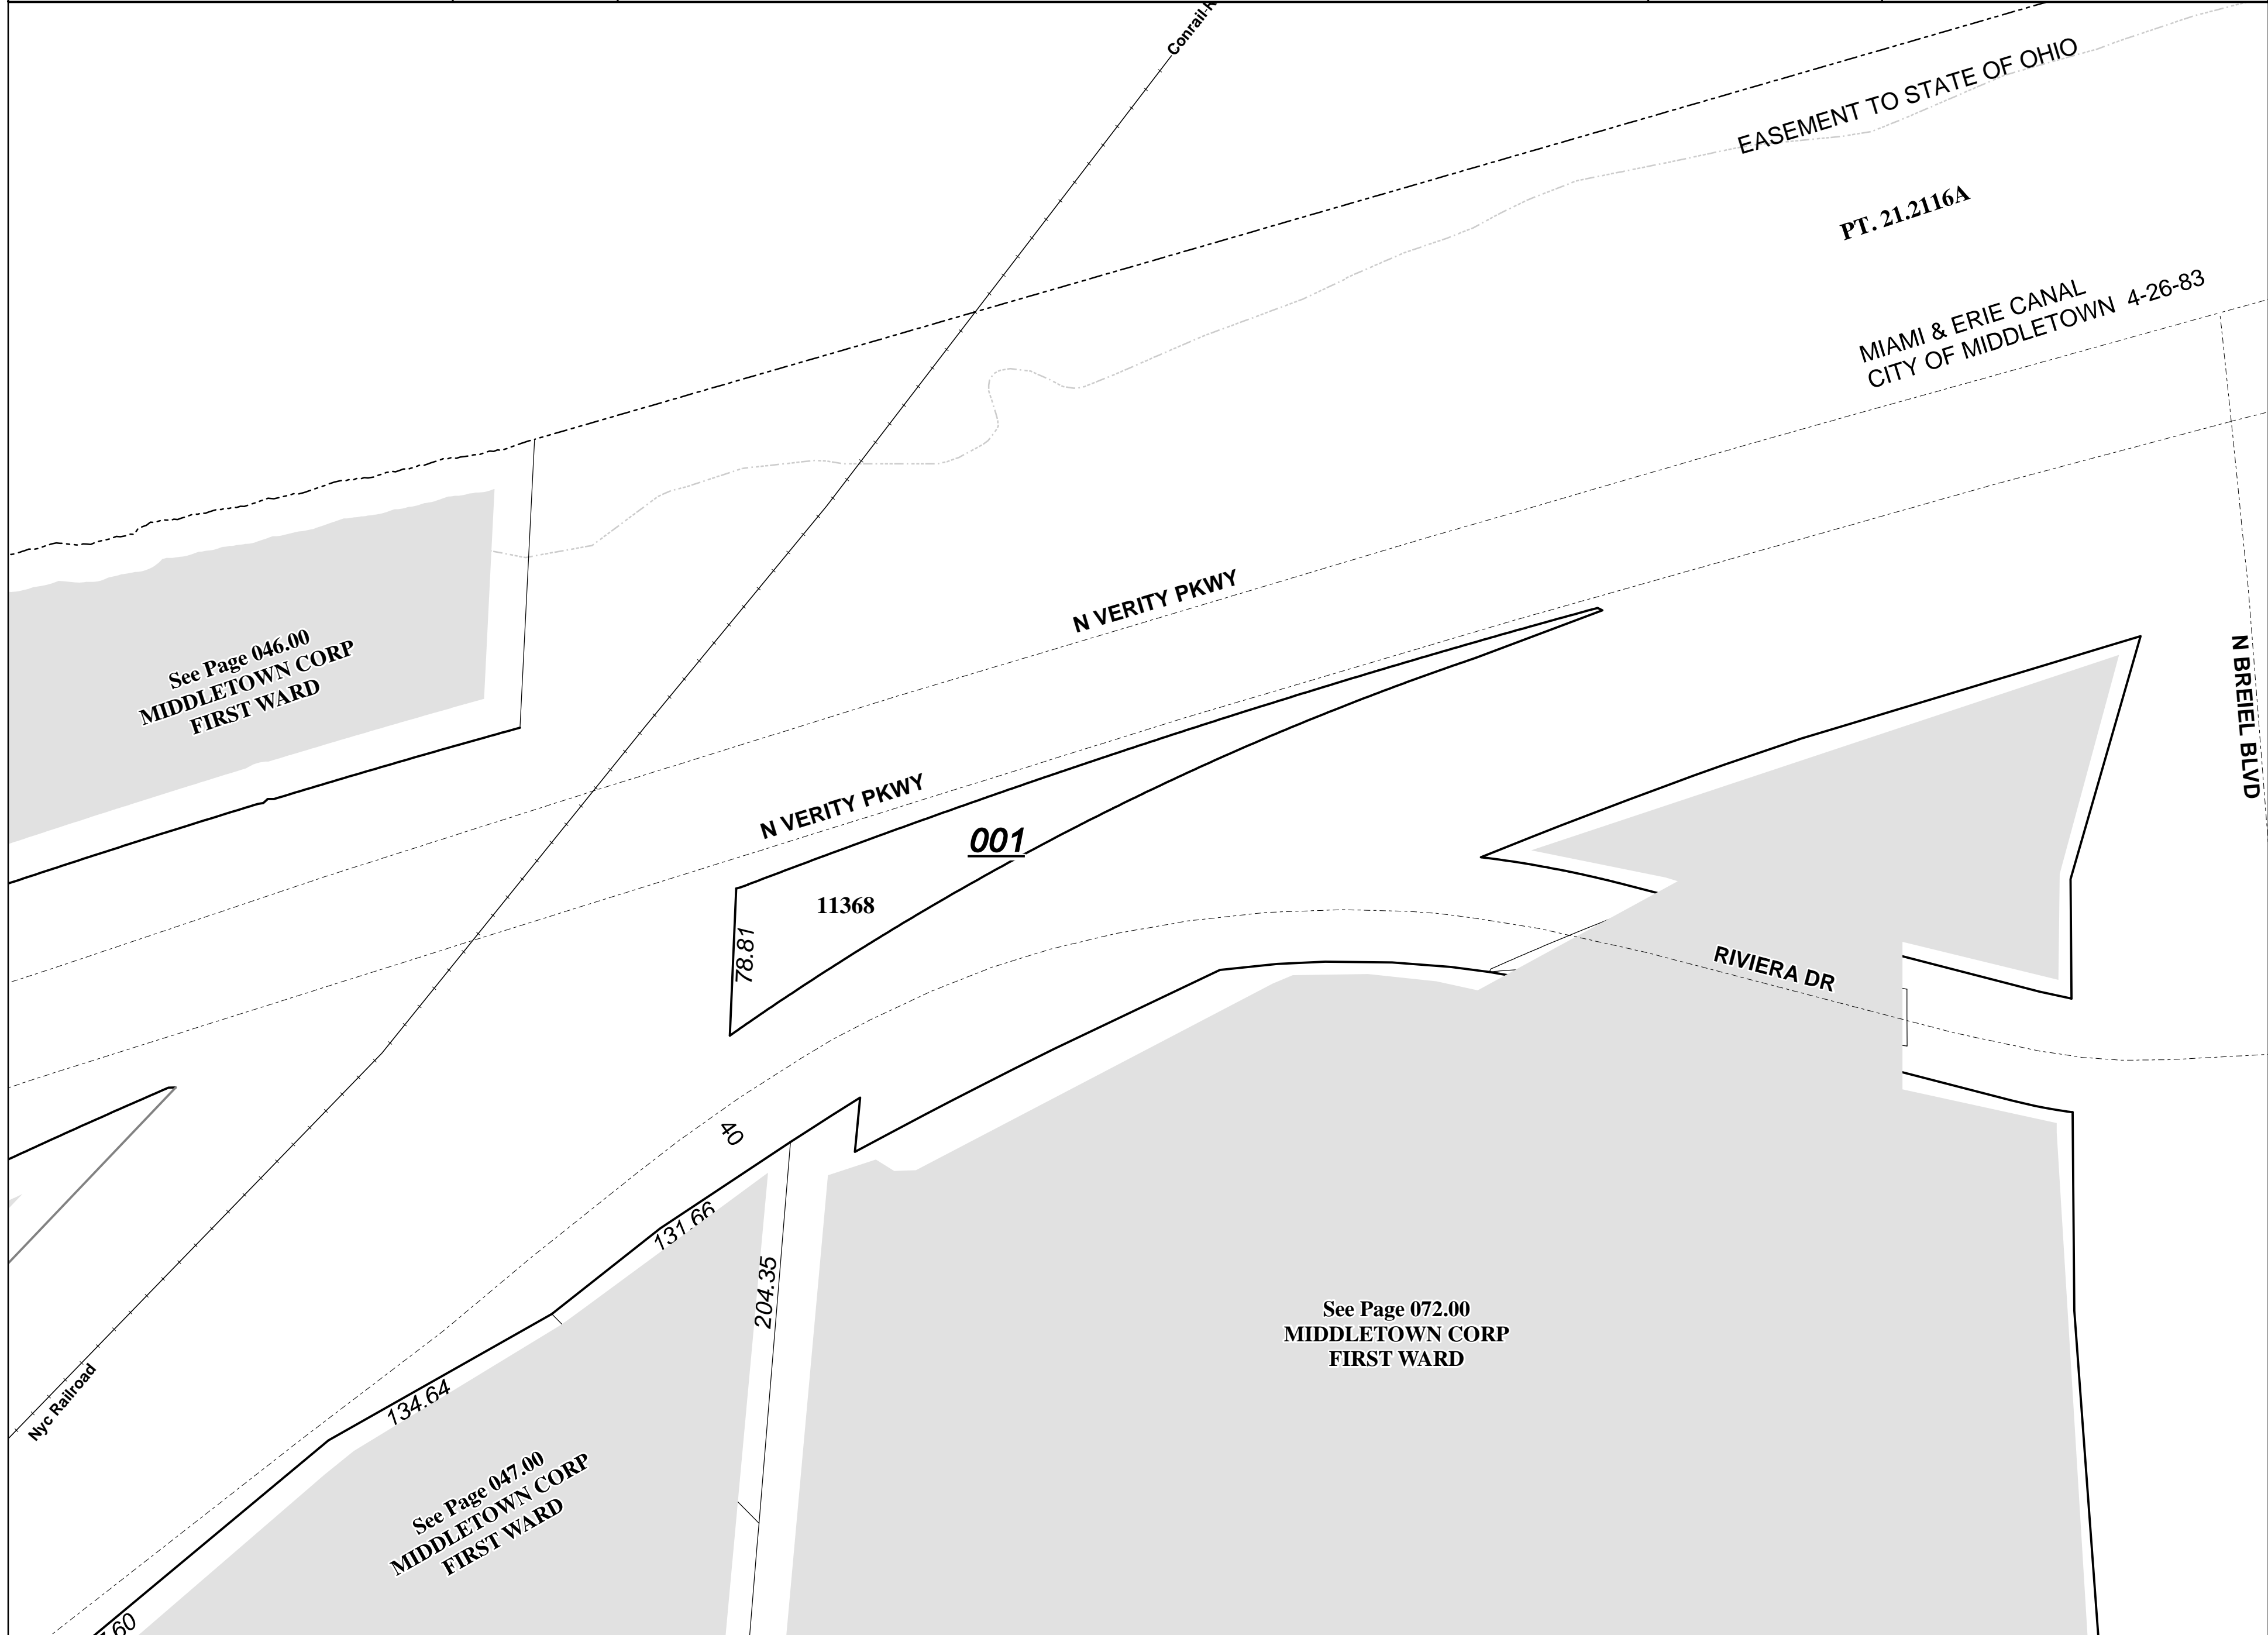 Conrail-R
EASEMENT TO STATE OF OHIO
PT. 21.2116A
MIAMI & ERIE CANAL
CITY OF MIDDLETOWN 4-26-83
N VERITY PKWY
See Page 046.00
MIDDLETOWN CORP
FIRST WARD
N BREIEL BLVD
N VERITY PKWY
001
11368
78.81
RIVIERA DR
40
131.66
204.35
See Page 072.00
MIDDLETOWN CORP
FIRST WARD
Nyc Railroad
134.64
See Page 047.00
MIDDLETOWN CORP
FIRST WARD
.60